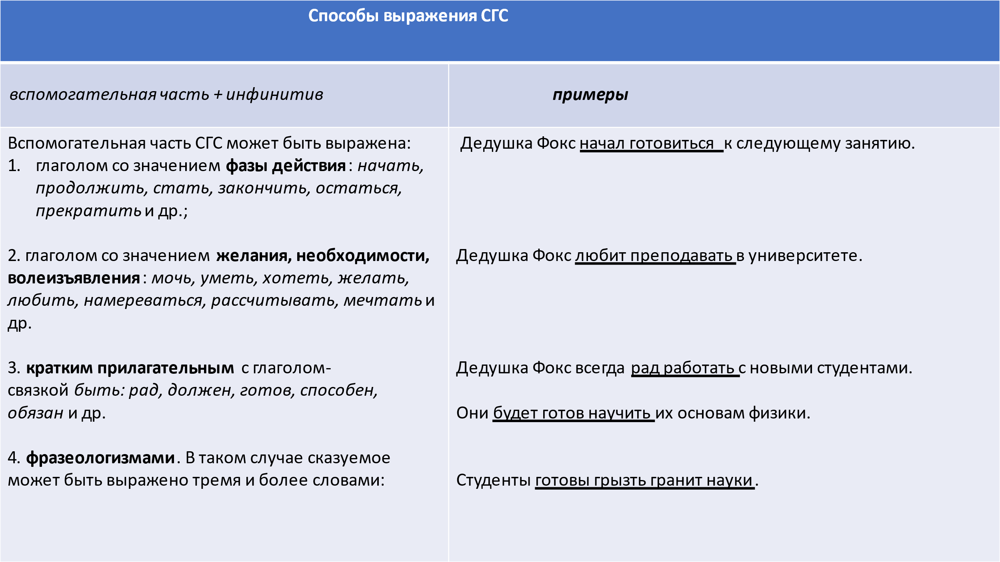 Способы выражения СГС
вспомогательная часть + инфинитив
примеры
Вспомогательная часть СГС может быть выражена:
1. глаголом со значением фазы действия: начать,
продолжить, стать, закончить, остаться,
прекратить и др.;
2. глаголом со значением желания, необходимости,
волеизъявления: мочь, уметь, хотеть, желать,
любить, намереваться, рассчитывать, мечтать и
др.
3. кратким прилагательным с глаголом-
связкой быть: рад, должен, готов, способен,
обязан и др.
4. фразеологизмами. В таком случае сказуемое
может быть выражено тремя и более словами:
Дедушка Фокс начал готовиться к следующему занятию.
Дедушка Фокс любит преподавать в университете.
Дедушка Фокс всегда рад работать с новыми студентами.
Они будет готов научить их основам физики.
Студенты готовы грызть гранит науки.